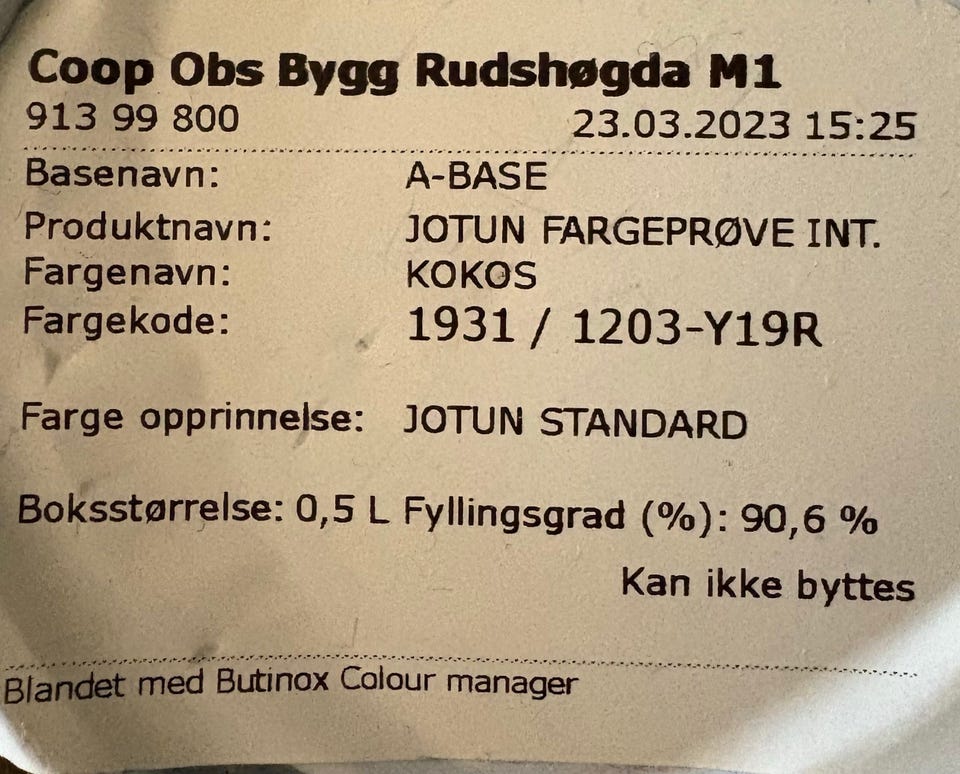 Coop Obs Bygg Rudshøgda M1
913 99 800 23.03.2023 15:25
Basenavn: A-BASE
Produktnavn: JOTUN FARGEPRØVE INT.
Fargenavn: KOKOS
Fargekode: 1931 / 1203-Y19R
Farge opprinnelse: JOTUN STANDARD
Boksstørrelse: 0,5 L Fyllingsgrad (%): 90,6 %
Kan ikke byttes
Blandet med Butinox Colour manager